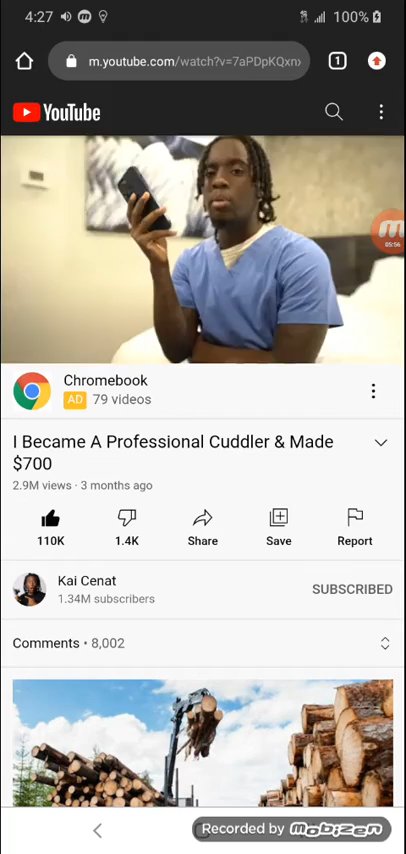 4:27
100%
m.youtube.com/watch?v=7aPDpKQxn
1
YouTube
05:56
Chromebook
AD 79 videos
I Became A Professional Cuddler & Made
$700
2.9M views · 3 months ago
110K 1.4K Share Save Report
Kai Cenat
1.34M subscribers
SUBSCRIBED
Comments • 8,002
Recorded by mobizen